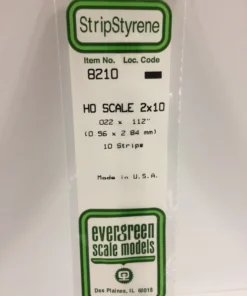 StripStyrene
Item No. Loc. Code
8210
HO SCALE 2x10
.022 x .112"
(0.56 x 2.84 mm)
10 Strips
Made in U.S.A.
evergreen
scale models
Des Plaines, IL 60018